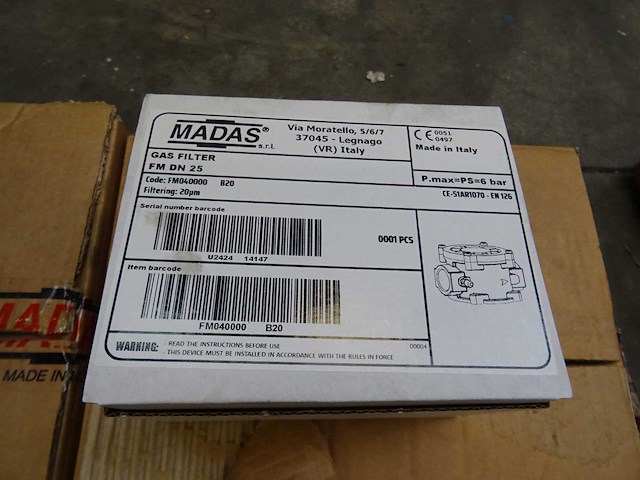 MADAS®
s.r.l.
Via Moratello, 5/6/7
37045 - Legnago
(VR) Italy
CE 0051
0497
Made in Italy
GAS FILTER
FM DN 25
P.max=PS=6 bar
Code: FM040000 B20
Filtering: 20µm
CE-51AR1070 - EN 126
Serial number barcode
U2424 14147
0001 PCS
Item barcode
FM040000 B20
WARNING:
- READ THE INSTRUCTIONS BEFORE USE
- THIS DEVICE MUST BE INSTALLED IN ACCORDANCE WITH THE RULES IN FORCE
00004
MADAS
MADE IN